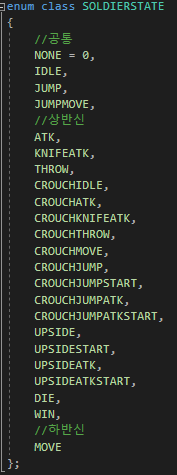 enum class SOLDIERSTATE
{
//공통
NONE = 0,
IDLE,
JUMP,
JUMPMOVE,
//상반신
ATK,
KNIFEATK,
THROW,
CROUCHIDLE,
CROUCHATK,
CROUCHKNIFEATK,
CROUCHTHROW,
CROUCHMOVE,
CROUCHJUMP,
CROUCHJUMPSTART,
CROUCHJUMPATK,
CROUCHJUMPATKSTART,
UPSIDE,
UPSIDESTART,
UPSIDEATK,
UPSIDEATKSTART,
DIE,
WIN,
//하반신
MOVE
};